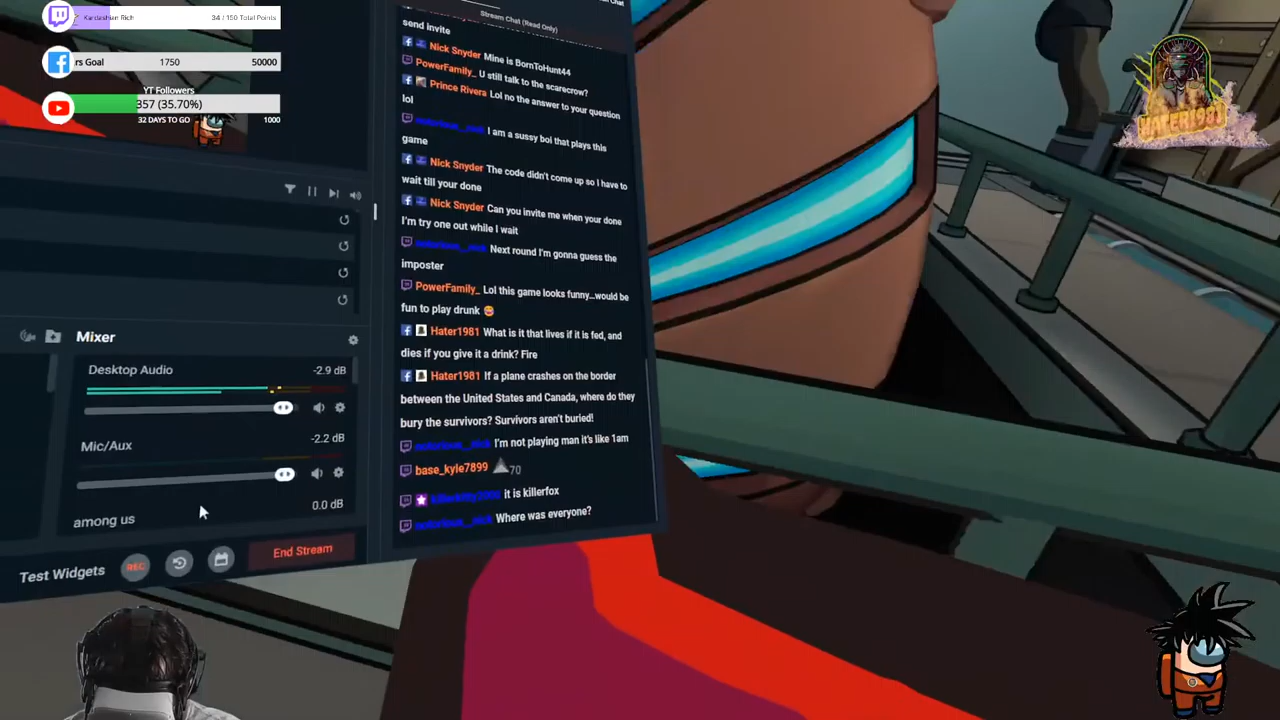 Kardashian Rich 34 / 150 Total Points
rs Goal 1750 50000
YT Followers
357 (35.70%)
32 DAYS TO GO 1000
Stream Chat (Read Only)
send invite
Nick Snyder Mine is BornToHunt44
PowerFamily_ U still talk to the scarecrow?
Prince Rivera Lol no the answer to your question
lol
I am a sussy boi that plays this
game
Nick Snyder The code didn't come up so I have to
wait till your done
Nick Snyder Can you invite me when your done
I'm try one out while I wait
Next round I'm gonna guess the
imposter
PowerFamily_ Lol this game looks funny...would be
fun to play drunk
Hater1981 What is it that lives if it is fed, and
dies if you give it a drink? Fire
Hater1981 If a plane crashes on the border
between the United States and Canada, where do they
bury the survivors? Survivors aren't buried!
I'm not playing man it's like 1am
base_kyle7899 70
it is killerfox
Where was everyone?
Mixer
Desktop Audio -2.9 dB
Mic/Aux -2.2 dB
among us 0.0 dB
Test Widgets REC End Stream
HATER1981